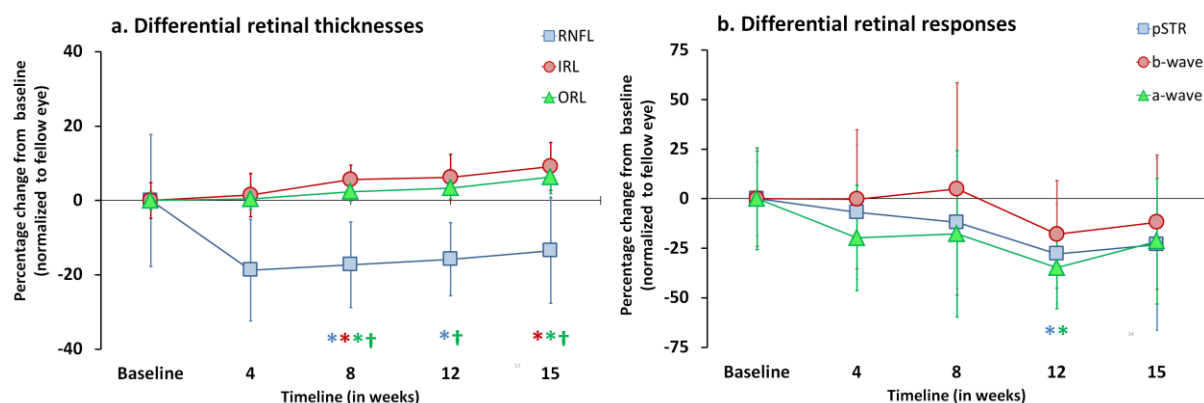 a. Differential retinal thicknesses
RNFL
IRL
ORL
Percentage change from baseline
(normalized to fellow eye)
40
20
0
-20
-40
***†
*†
**†
Baseline
4
8
12
15
Timeline (in weeks)
b. Differential retinal responses
pSTR
b-wave
a-wave
Percentage change from baseline
(normalized to fellow eye)
75
50
25
0
-25
-50
-75
**
Baseline
4
8
12
15
Timeline (in weeks)